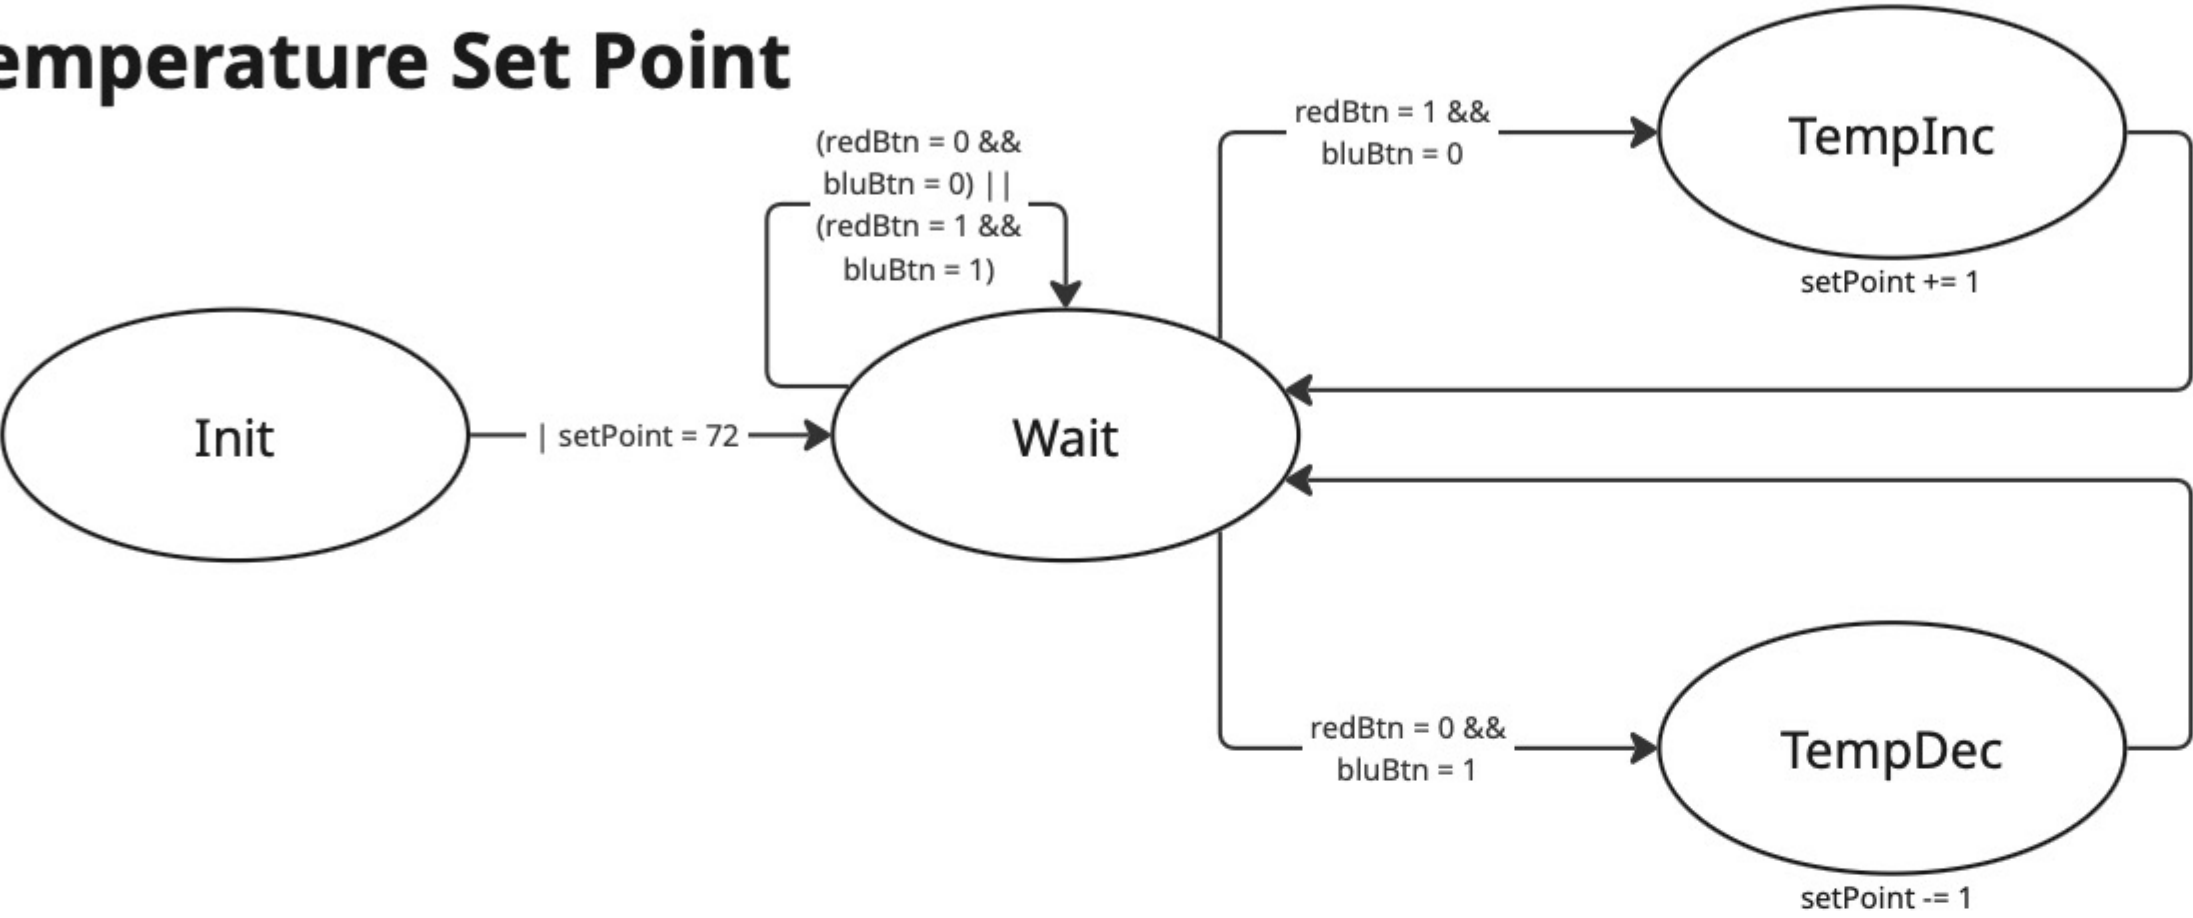 emperature Set Point
(redBtn = 0 &&
bluBtn = 0) ||
(redBtn = 1 &&
bluBtn = 1)
redBtn = 1 &&
bluBtn = 0
TempInc
setPoint += 1
Init
| setPoint = 72
Wait
redBtn = 0 &&
bluBtn = 1
TempDec
setPoint -= 1